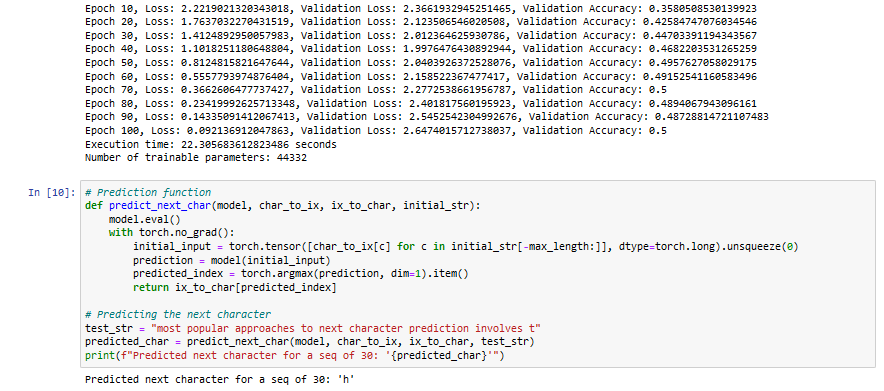 Epoch 10, Loss: 2.2219021320343018, Validation Loss: 2.3661932945251465, Validation Accuracy: 0.3580508530139923
Epoch 20, Loss: 1.7637032270431519, Validation Loss: 2.123506546020508, Validation Accuracy: 0.42584747076034546
Epoch 30, Loss: 1.4124892950057983, Validation Loss: 2.012364625930786, Validation Accuracy: 0.44703391194343567
Epoch 40, Loss: 1.1018251180648804, Validation Loss: 1.9976476430892944, Validation Accuracy: 0.4682203531265259
Epoch 50, Loss: 0.8124815821647644, Validation Loss: 2.0403926372528076, Validation Accuracy: 0.4957627058029175
Epoch 60, Loss: 0.5557793974876404, Validation Loss: 2.158522367477417, Validation Accuracy: 0.49152541160583496
Epoch 70, Loss: 0.3662606477737427, Validation Loss: 2.2772538661956787, Validation Accuracy: 0.5
Epoch 80, Loss: 0.23419992625713348, Validation Loss: 2.401817560195923, Validation Accuracy: 0.4894067943096161
Epoch 90, Loss: 0.14335091412067413, Validation Loss: 2.5452542304992676, Validation Accuracy: 0.48728814721107483
Epoch 100, Loss: 0.092136912047863, Validation Loss: 2.6474015712738037, Validation Accuracy: 0.5
Execution time: 22.305683612823486 seconds
Number of trainable parameters: 44332
In [10]: # Prediction function
def predict_next_char(model, char_to_ix, ix_to_char, initial_str):
    model.eval()
    with torch.no_grad():
        initial_input = torch.tensor([char_to_ix[c] for c in initial_str[-max_length:]], dtype=torch.long).unsqueeze(0)
        prediction = model(initial_input)
        predicted_index = torch.argmax(prediction, dim=1).item()
        return ix_to_char[predicted_index]
# Predicting the next character
test_str = "most popular approaches to next character prediction involves t"
predicted_char = predict_next_char(model, char_to_ix, ix_to_char, test_str)
print(f"Predicted next character for a seq of 30: '{predicted_char}'")
Predicted next character for a seq of 30: 'h'